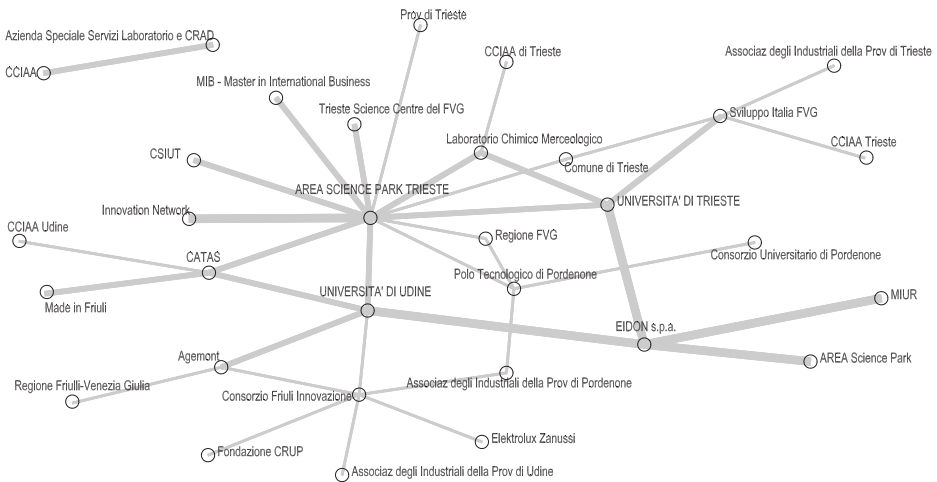 Prov di Trieste
Azienda Speciale Servizi Laboratorio e CRAD
CCIAA di Trieste
Associaz degli Industriali della Prov di Trieste
CCIAA
MIB - Master in International Business
Trieste Science Centre del FVG
Sviluppo Italia FVG
Laboratorio Chimico Merceologico
CCIAA Trieste
CSIUT
Comune di Trieste
AREA SCIENCE PARK TRIESTE
UNIVERSITA' DI TRIESTE
Innovation Network
CCIAA Udine
Regione FVG
Consorzio Universitario di Pordenone
CATAS
Polo Tecnologico di Pordenone
UNIVERSITA' DI UDINE
MIUR
Made in Friuli
EIDON s.p.a.
Agemont
AREA Science Park
Regione Friulli-Venezia Giulia
Associaz degli Industriali della Prov di Pordenone
Consorzio Friuli Innovazione
Elektrolux Zanussi
Fondazione CRUP
Associaz degli Industriali della Prov di Udine